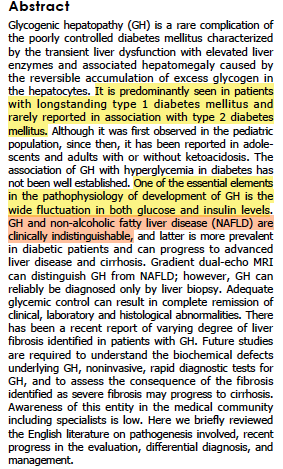 Abstract
Glycogenic hepatopathy (GH) is a rare complication of
the poorly controlled diabetes mellitus characterized
by the transient liver dysfunction with elevated liver
enzymes and associated hepatomegaly caused by
the reversible accumulation of excess glycogen in
the hepatocytes. It is predominantly seen in patients
with longstanding type 1 diabetes mellitus and
rarely reported in association with type 2 diabetes
mellitus. Although it was first observed in the pediatric
population, since then, it has been reported in adole-
scents and adults with or without ketoacidosis. The
association of GH with hyperglycemia in diabetes has
not been well established. One of the essential elements
in the pathophysiology of development of GH is the
wide fluctuation in both glucose and insulin levels.
GH and non-alcoholic fatty liver disease (NAFLD) are
clinically indistinguishable, and latter is more prevalent
in diabetic patients and can progress to advanced
liver disease and cirrhosis. Gradient dual-echo MRI
can distinguish GH from NAFLD; however, GH can
reliably be diagnosed only by liver biopsy. Adequate
glycemic control can result in complete remission of
clinical, laboratory and histological abnormalities. There
has been a recent report of varying degree of liver
fibrosis identified in patients with GH. Future studies
are required to understand the biochemical defects
underlying GH, noninvasive, rapid diagnostic tests for
GH, and to assess the consequence of the fibrosis
identified as severe fibrosis may progress to cirrhosis.
Awareness of this entity in the medical community
including specialists is low. Here we briefly reviewed
the English literature on pathogenesis involved, recent
progress in the evaluation, differential diagnosis, and
management.